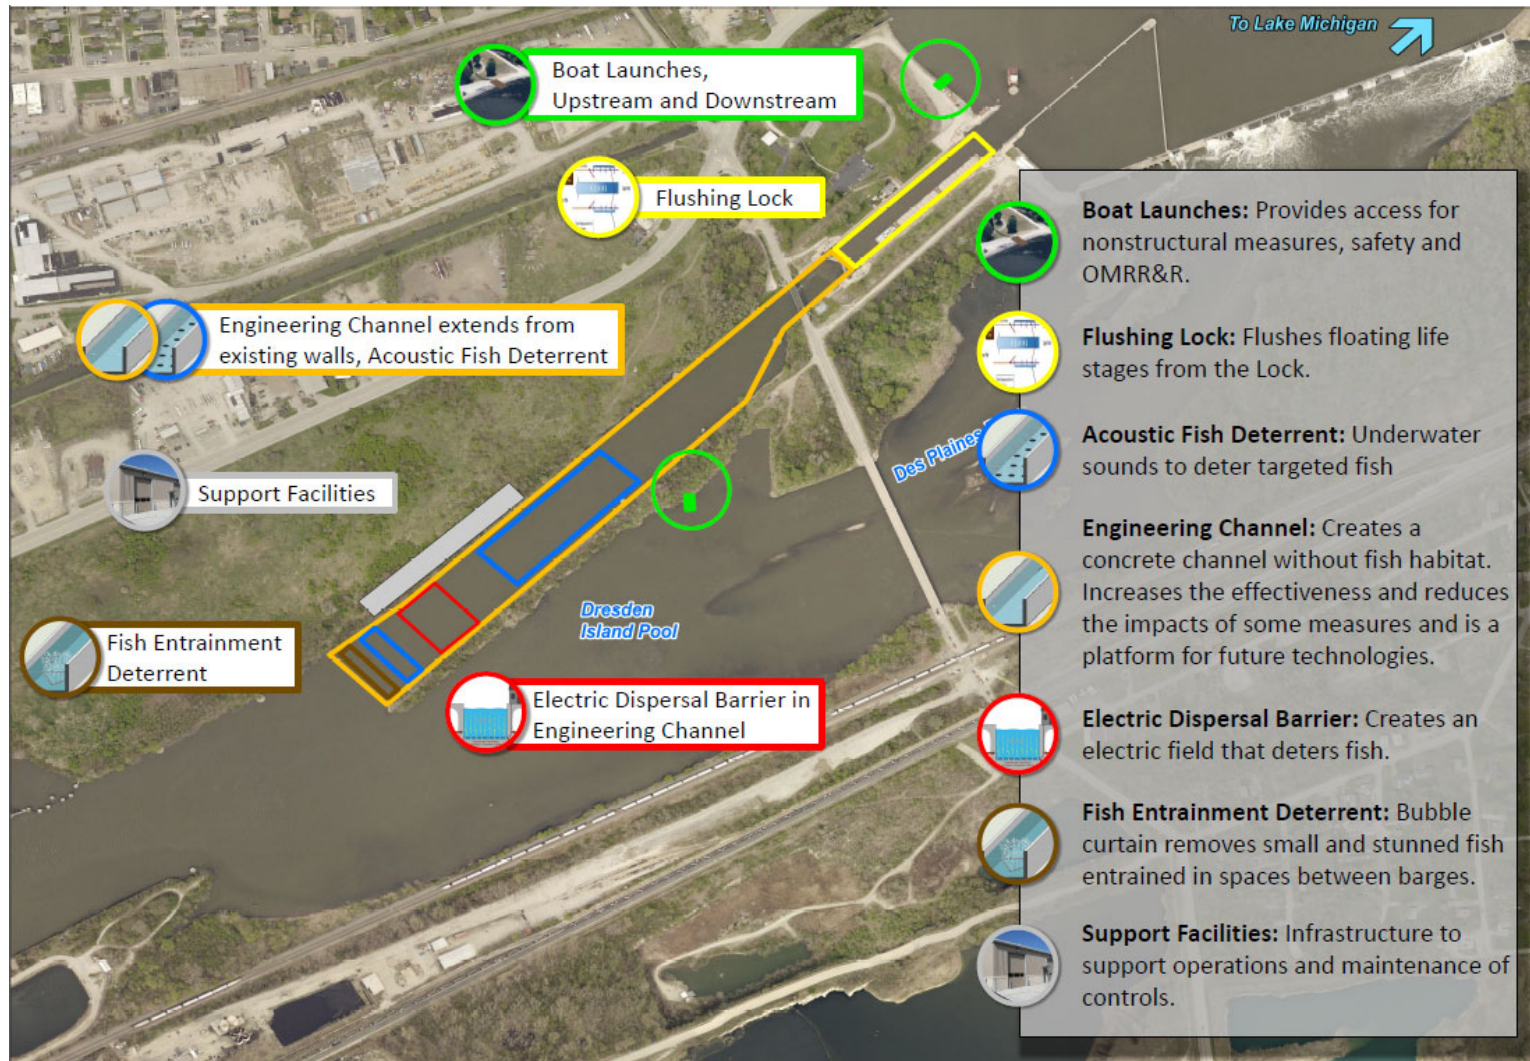 To Lake Michigan
Boat Launches,
Upstream and Downstream
Flushing Lock
Engineering Channel extends from
existing walls, Acoustic Fish Deterrent
Support Facilities
Fish Entrainment
Deterrent
Electric Dispersal Barrier in
Engineering Channel
Des Plaines
Dresden
Island Pool
Boat Launches: Provides access for
nonstructural measures, safety and
OMRR&R.
Flushing Lock: Flushes floating life
stages from the Lock.
Acoustic Fish Deterrent: Underwater
sounds to deter targeted fish
Engineering Channel: Creates a
concrete channel without fish habitat.
Increases the effectiveness and reduces
the impacts of some measures and is a
platform for future technologies.
Electric Dispersal Barrier: Creates an
electric field that deters fish.
Fish Entrainment Deterrent: Bubble
curtain removes small and stunned fish
entrained in spaces between barges.
Support Facilities: Infrastructure to
support operations and maintenance of
controls.